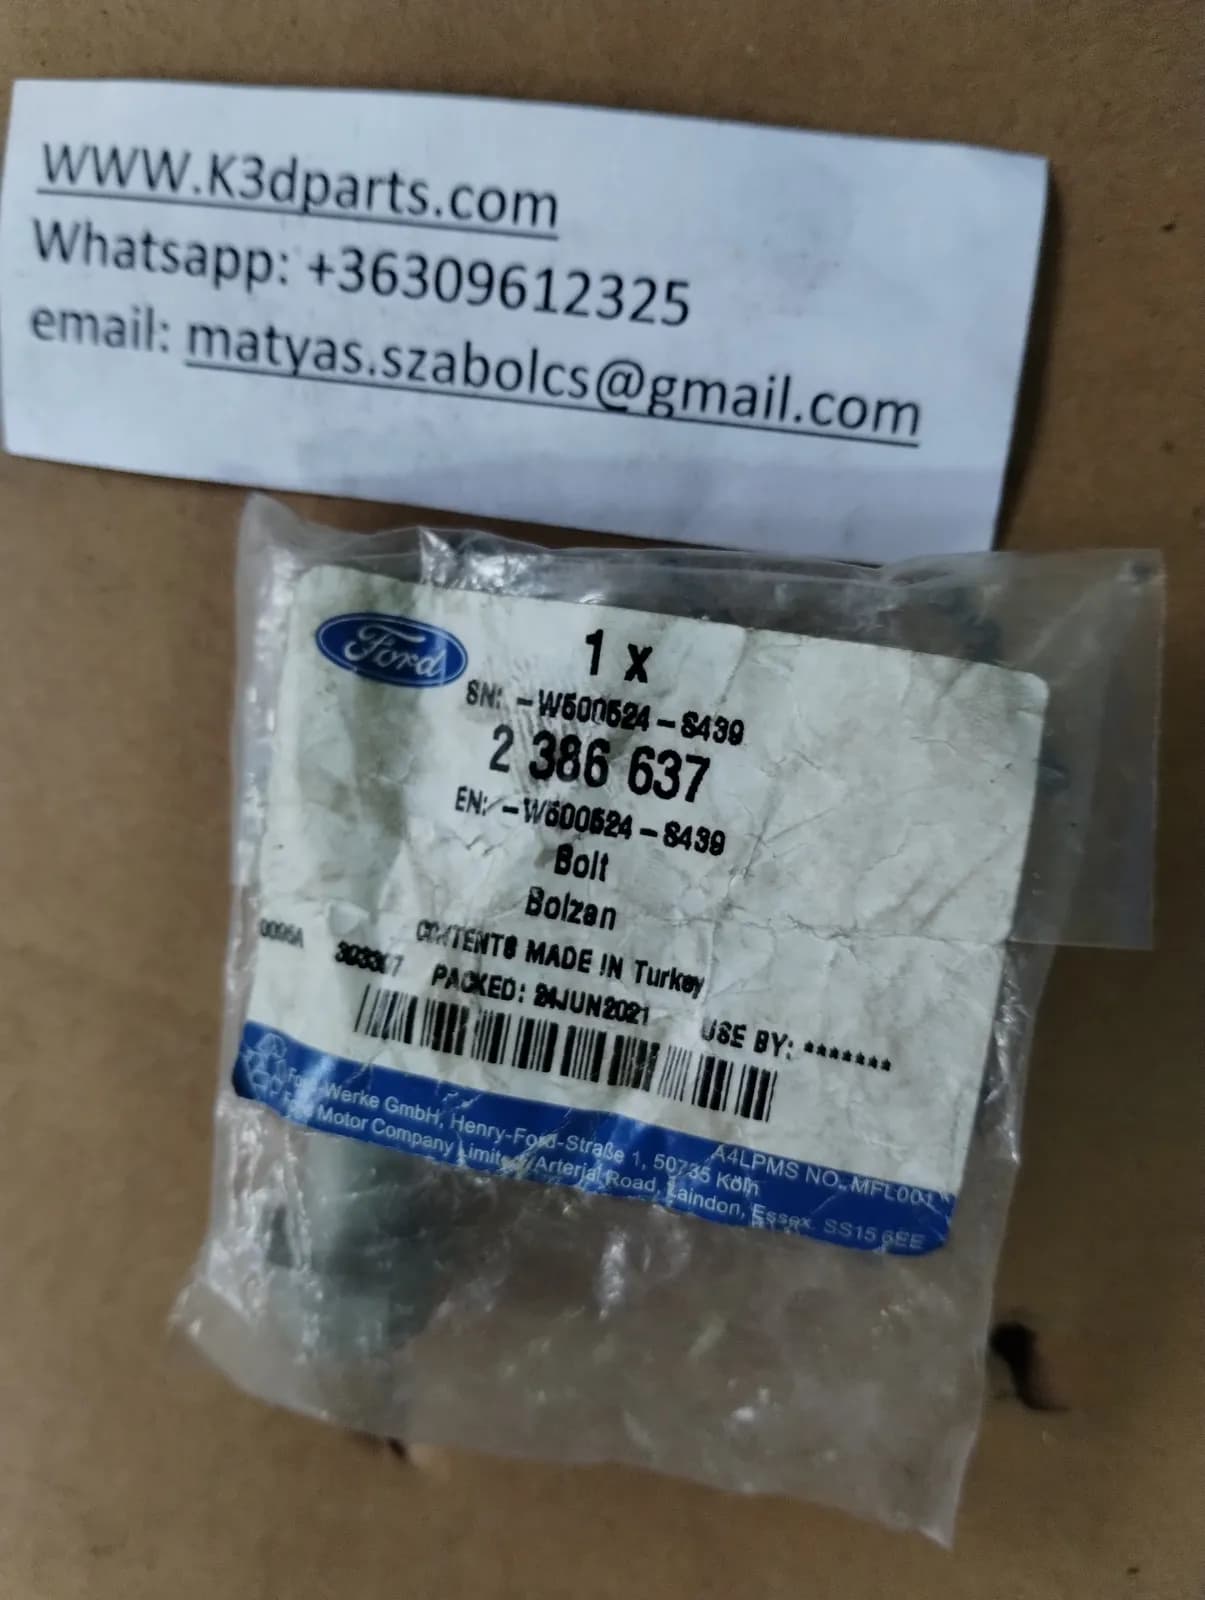 WWW.K3dparts.com
Whatsapp: +36309612325
email: matyas.szabolcs@gmail.com
Ford
1 x
SN: -W500524-S439
2 386 637
EN: -W500524-S439
Bolt
Bolzen
CONTENTS MADE IN Turkey
0095A 303307 PACKED: 24JUN2021 USE BY: *******
A4LPMS NO. MFL001
Ford-Werke GmbH, Henry-Ford-Straße 1, 50735 Köln
Ford Motor Company Limited, Arterial Road, Laindon, Essex SS15 6EE